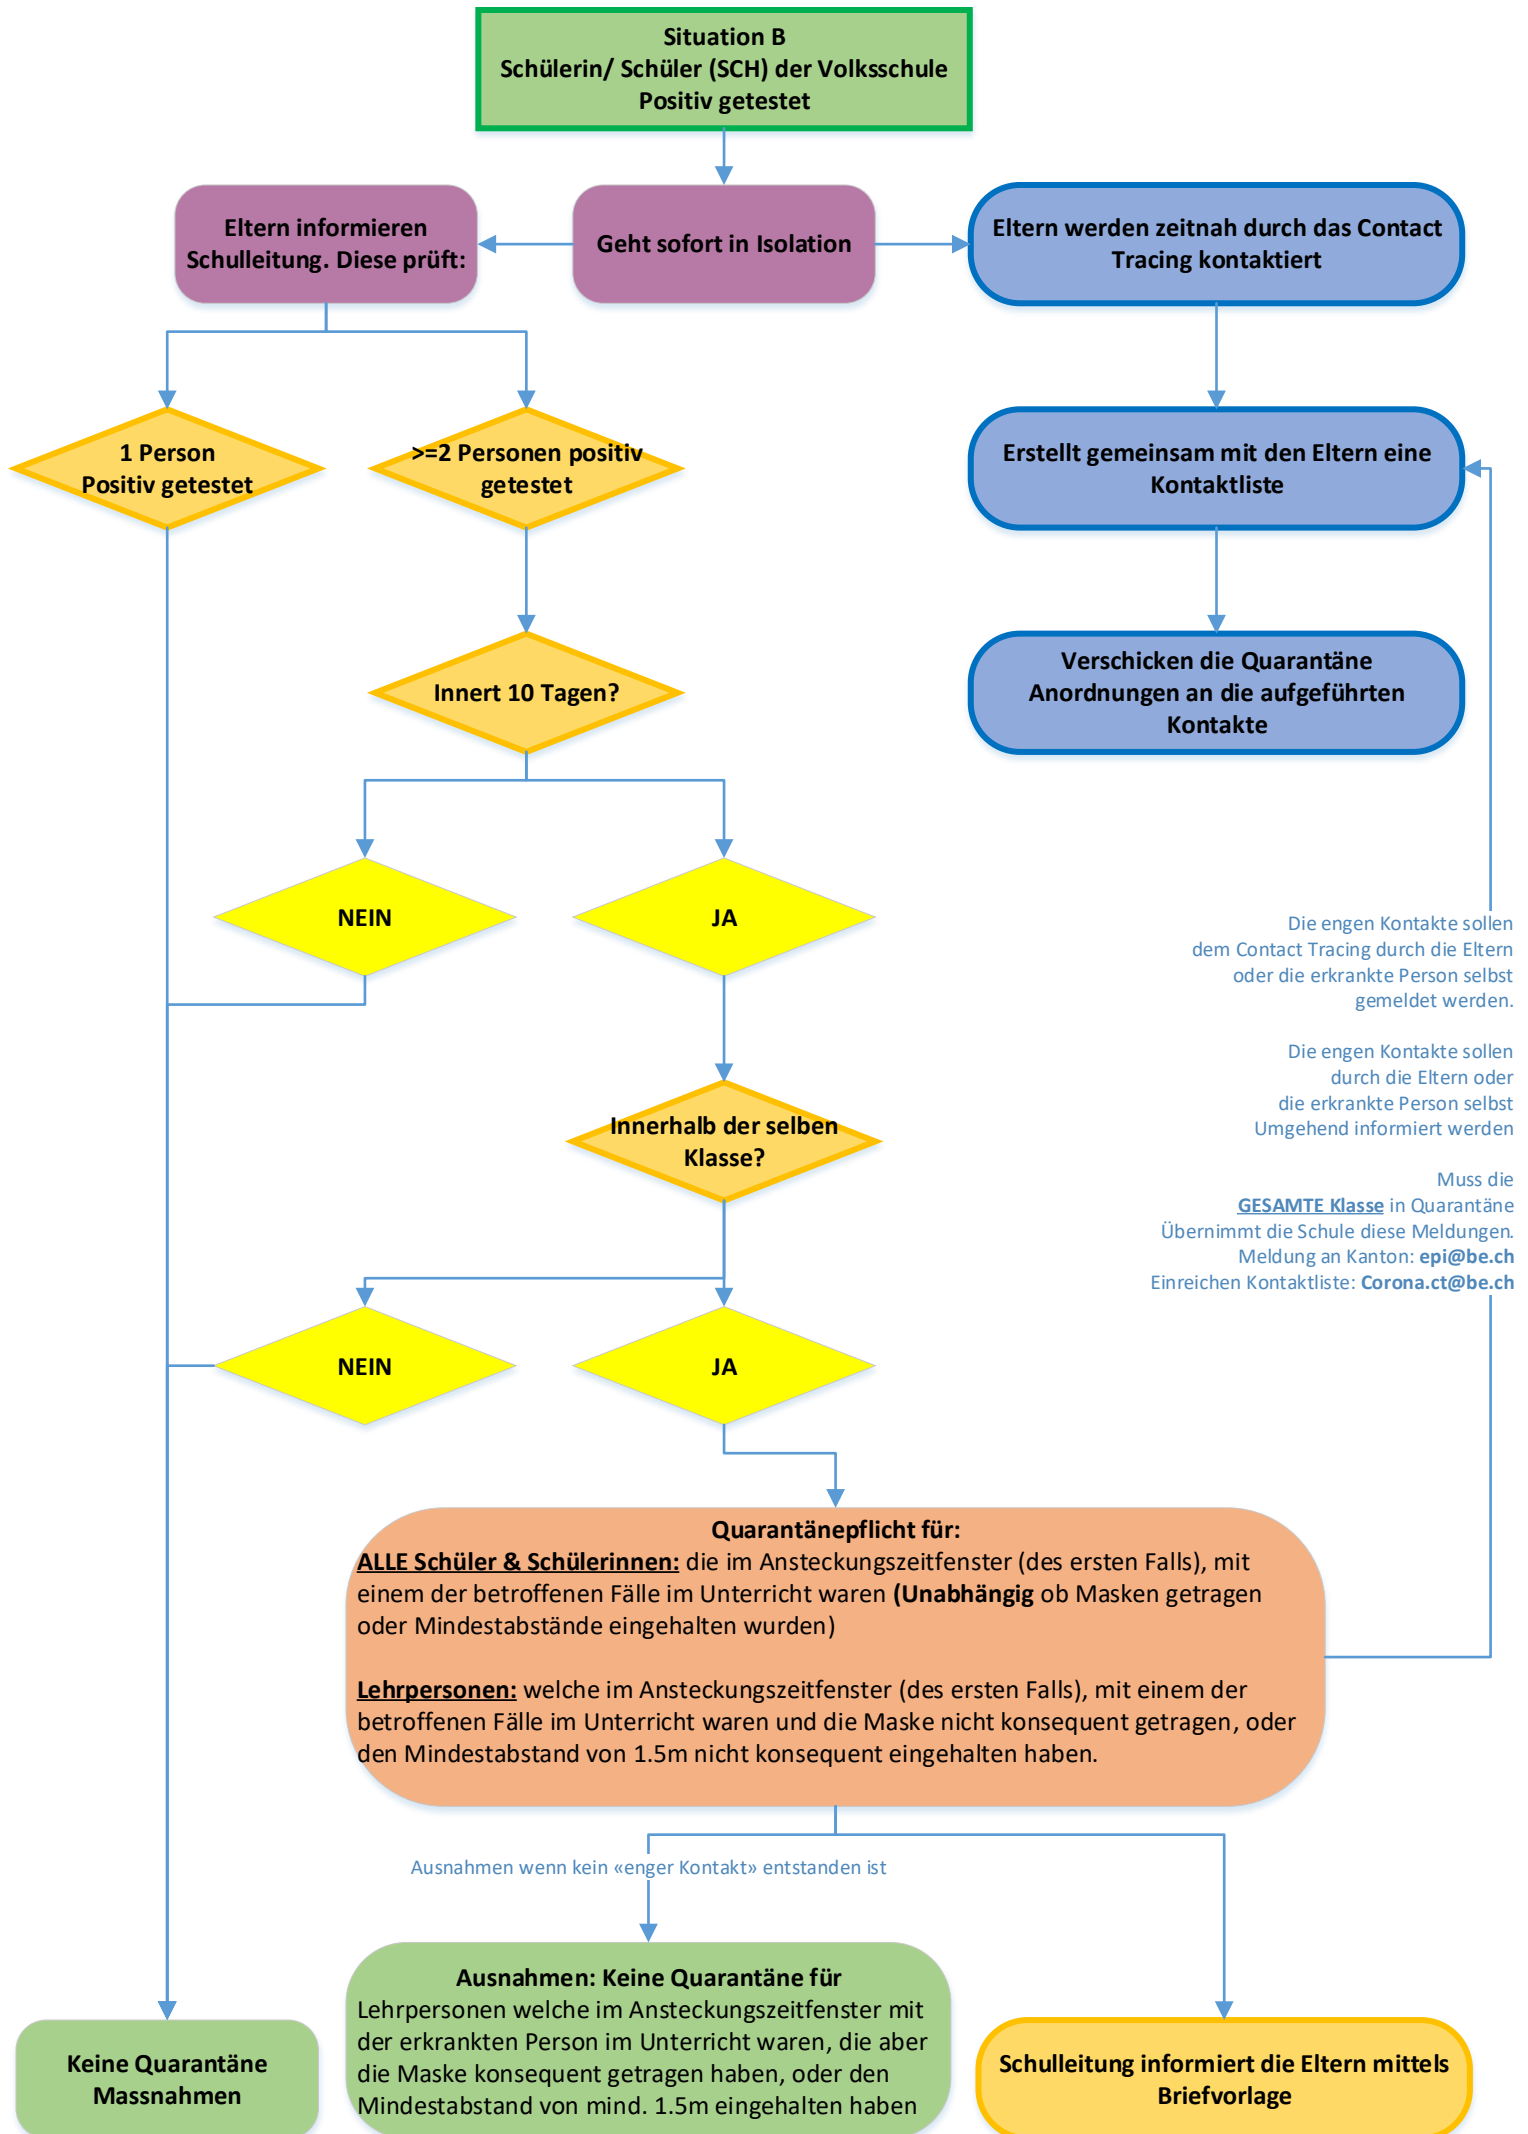 Situation B
Schülerin/ Schüler (SCH) der Volksschule
Positiv getestet
Eltern informieren
Schulleitung. Diese prüft:
Geht sofort in Isolation
Eltern werden zeitnah durch das Contact
Tracing kontaktiert
1 Person
Positiv getestet
>=2 Personen positiv
getestet
Erstellt gemeinsam mit den Eltern eine
Kontaktliste
Innert 10 Tagen?
Verschicken die Quarantäne
Anordnungen an die aufgeführten
Kontakte
NEIN
JA
Die engen Kontakte sollen
dem Contact Tracing durch die Eltern
oder die erkrankte Person selbst
gemeldet werden.
Die engen Kontakte sollen
durch die Eltern oder
die erkrankte Person selbst
Umgehend informiert werden
Muss die
GESAMTE Klasse in Quarantäne
Übernimmt die Schule diese Meldungen.
Meldung an Kanton: epi@be.ch
Einreichen Kontaktliste: Corona.ct@be.ch
Innerhalb der selben
Klasse?
NEIN
JA
Quarantänepflicht für:
ALLE Schüler & Schülerinnen: die im Ansteckungszeitfenster (des ersten Falls), mit
einem der betroffenen Fälle im Unterricht waren (Unabhängig ob Masken getragen
oder Mindestabstände eingehalten wurden)
Lehrpersonen: welche im Ansteckungszeitfenster (des ersten Falls), mit einem der
betroffenen Fälle im Unterricht waren und die Maske nicht konsequent getragen, oder
den Mindestabstand von 1.5m nicht konsequent eingehalten haben.
Ausnahmen wenn kein «enger Kontakt» entstanden ist
Keine Quarantäne
Massnahmen
Ausnahmen: Keine Quarantäne für
Lehrpersonen welche im Ansteckungszeitfenster mit
der erkrankten Person im Unterricht waren, die aber
die Maske konsequent getragen haben, oder den
Mindestabstand von mind. 1.5m eingehalten haben
Schulleitung informiert die Eltern mittels
Briefvorlage